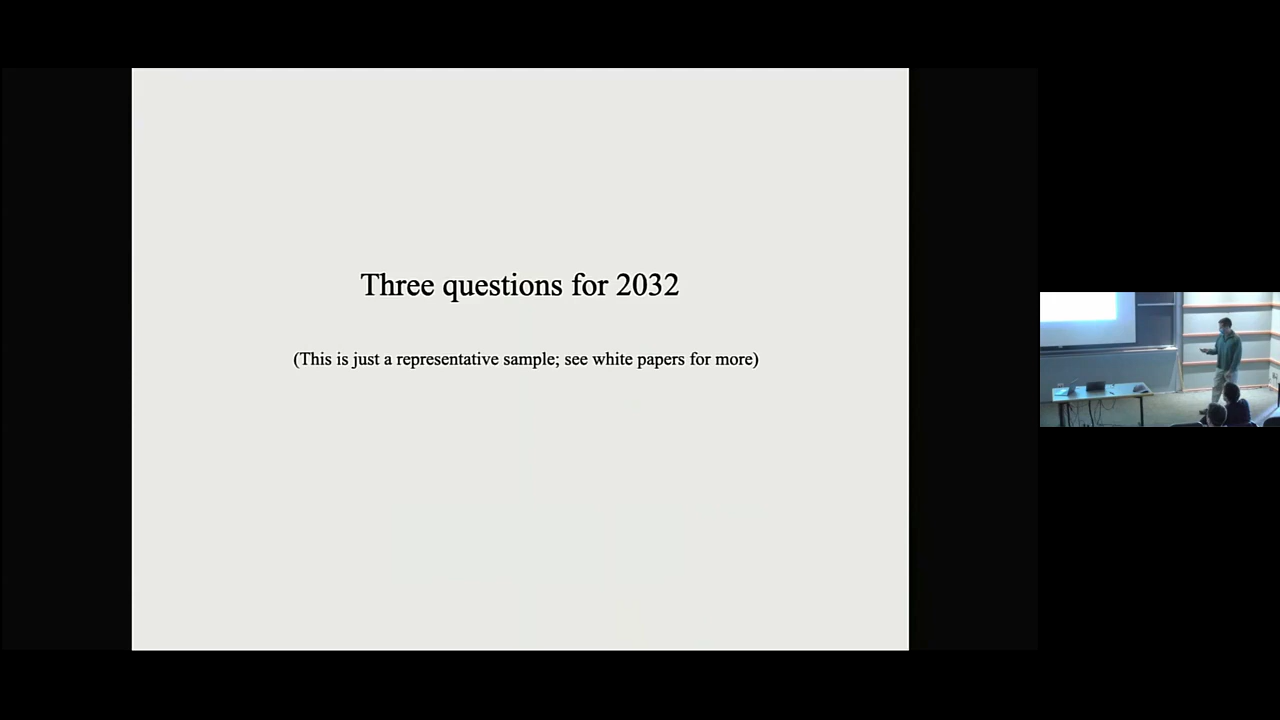 Three questions for 2032
(This is just a representative sample; see white papers for more)